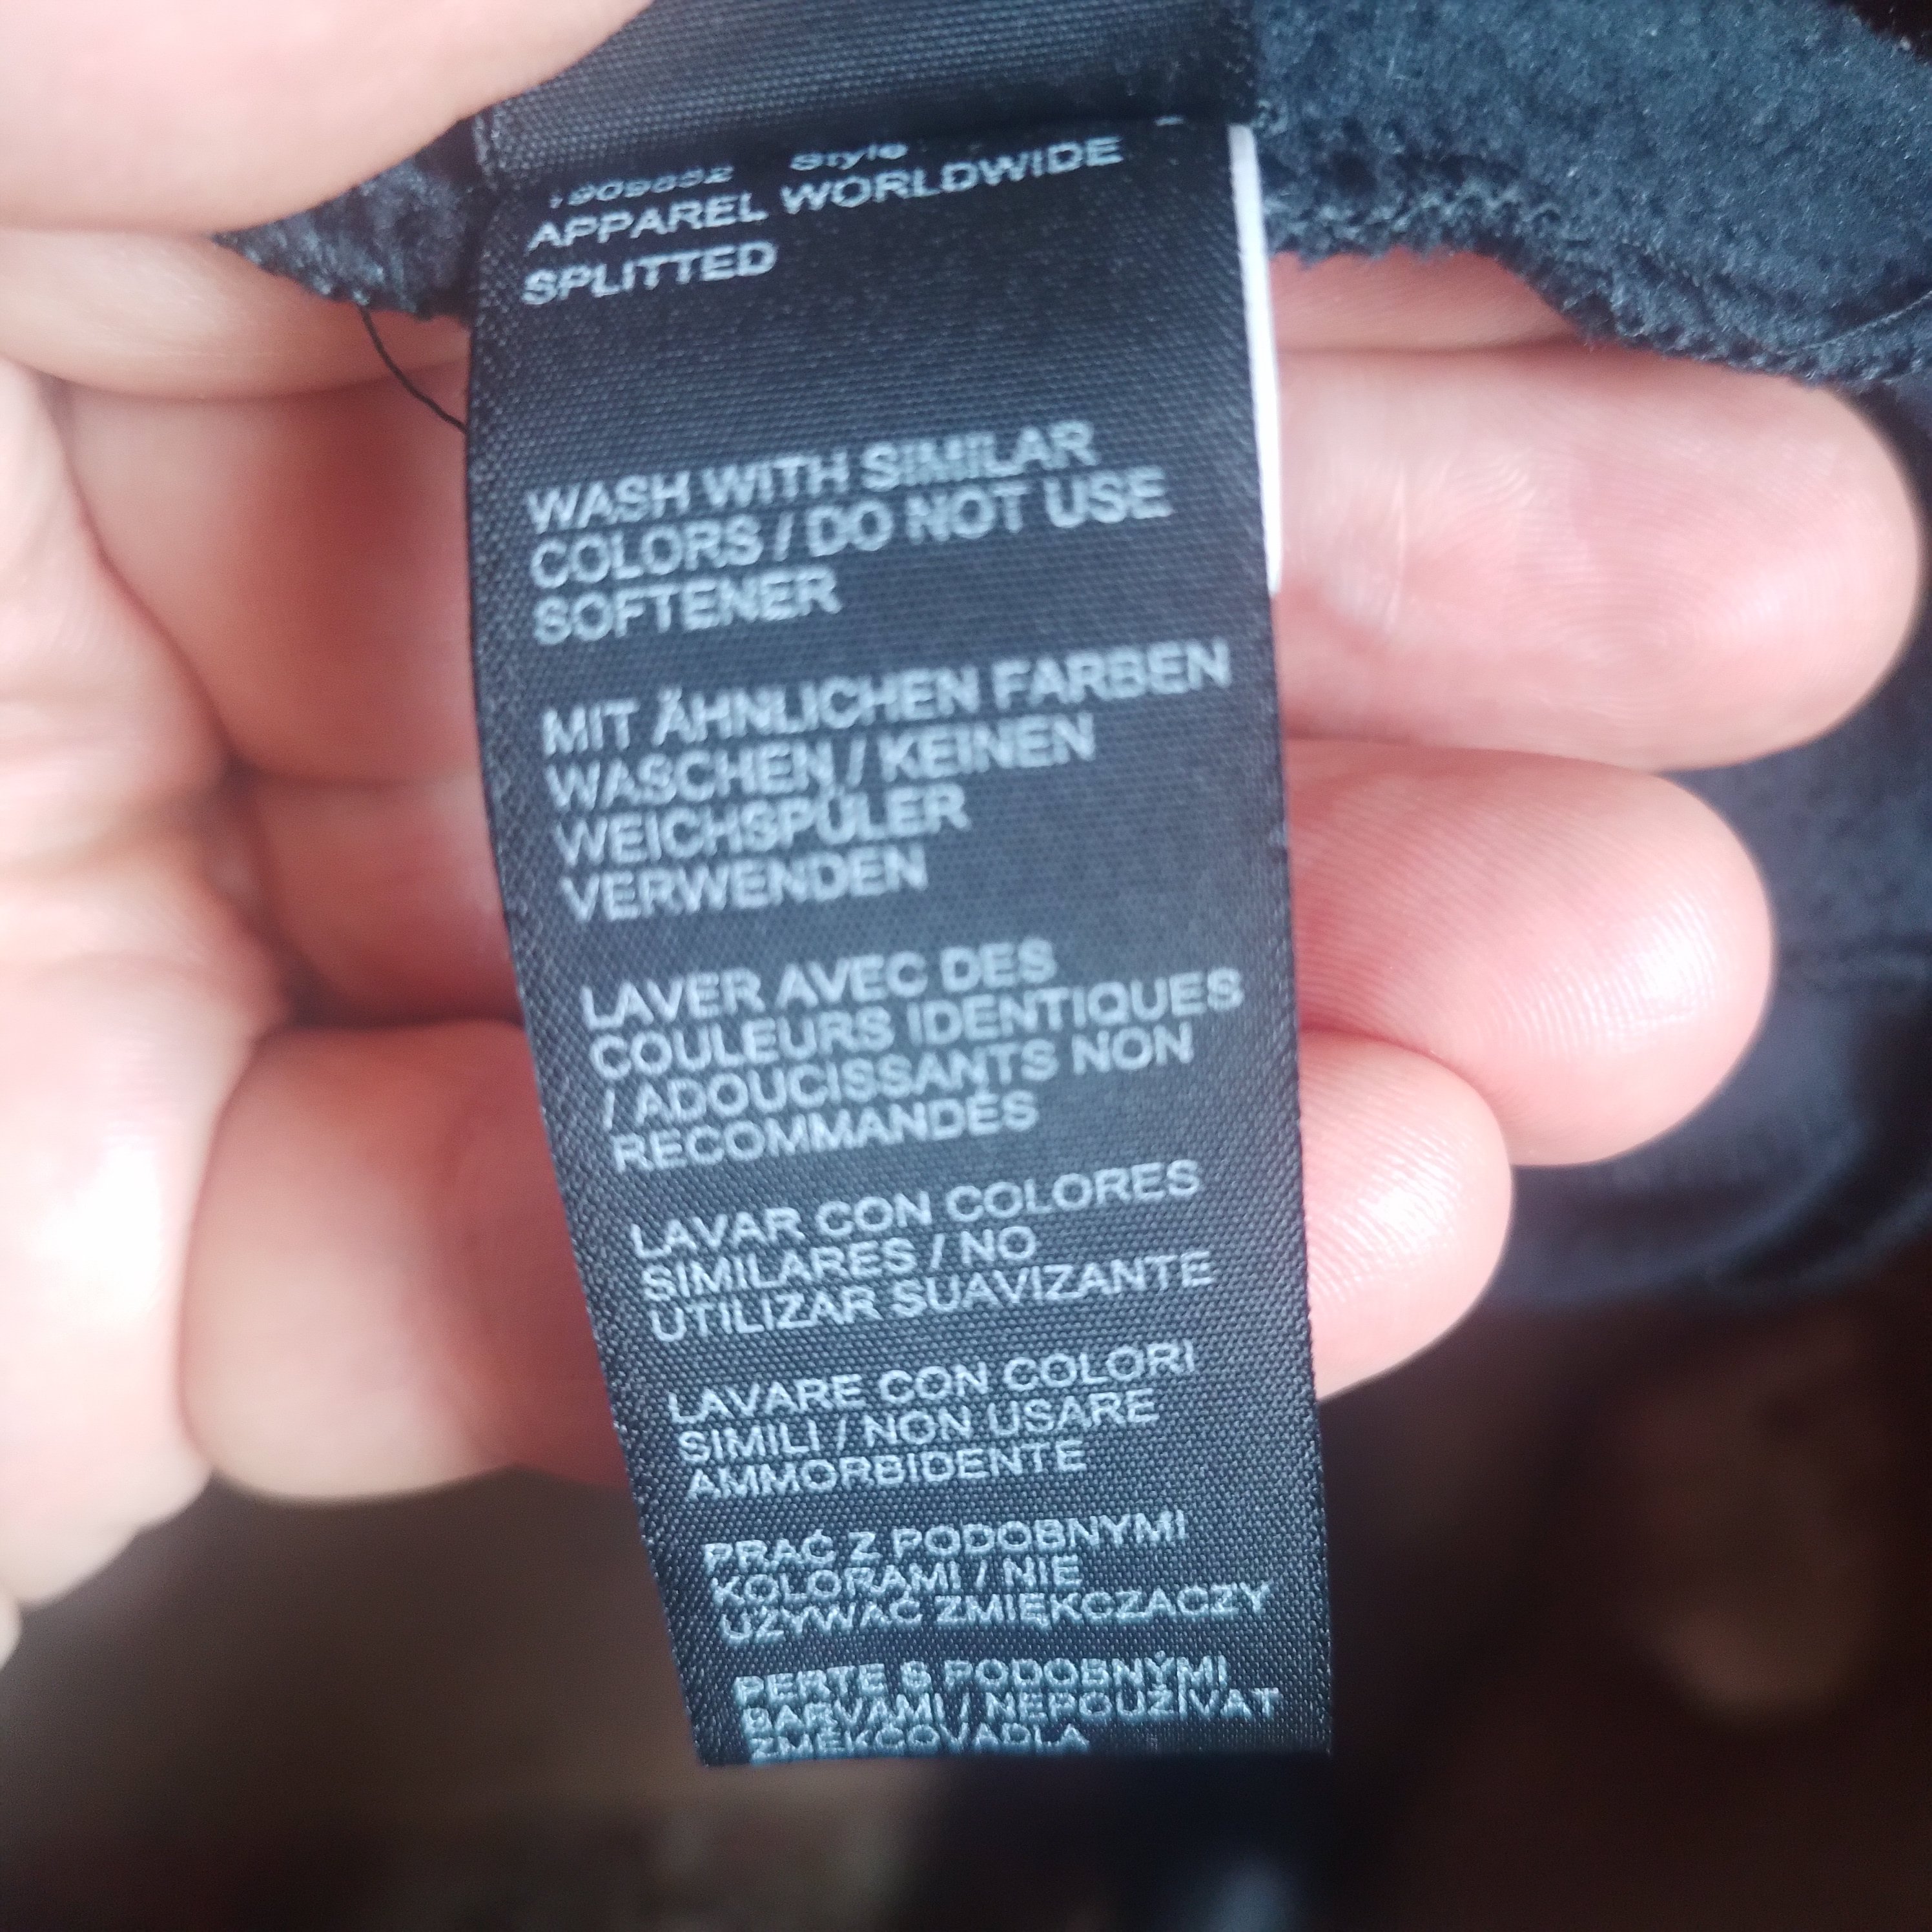 Style
APPAREL WORLDWIDE
SPLITTED
WASH WITH SIMILAR
COLORS / DO NOT USE
SOFTENER
MIT ÄHNLICHEN FARBEN
WASCHEN / KEINEN
WEICHSPÜLER
VERWENDEN
LAVER AVEC DES
COULEURS IDENTIQUES
/ ADOUCISSANTS NON
RECOMMANDÉS
LAVAR CON COLORES
SIMILARES / NO
UTILIZAR SUAVIZANTE
LAVARE CON COLORI
SIMILI / NON USARE
AMMORBIDENTE
PRAĆ Z PODOBNYMI
KOLORAMI / NIE
UŻYWAĆ ZMIĘKCZACZY
PERTE S PODOBNÝMI
BARVAMI / NEPOUŽÍVAT
ZMĚKČOVADLA